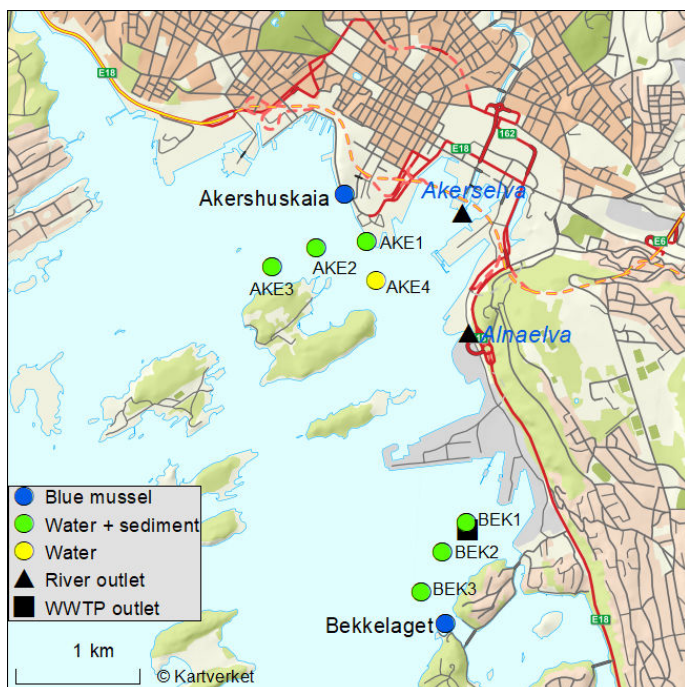 E18
162
E18
Akershuskaia
Akerselva
E6
AKE1
AKE2
AKE3
AKE4
Alnaelva
Blue mussel
Water + sediment
Water
River outlet
WWTP outlet
BEK1
BEK2
BEK3
Bekkelaget
E18
1 km
© Kartverket